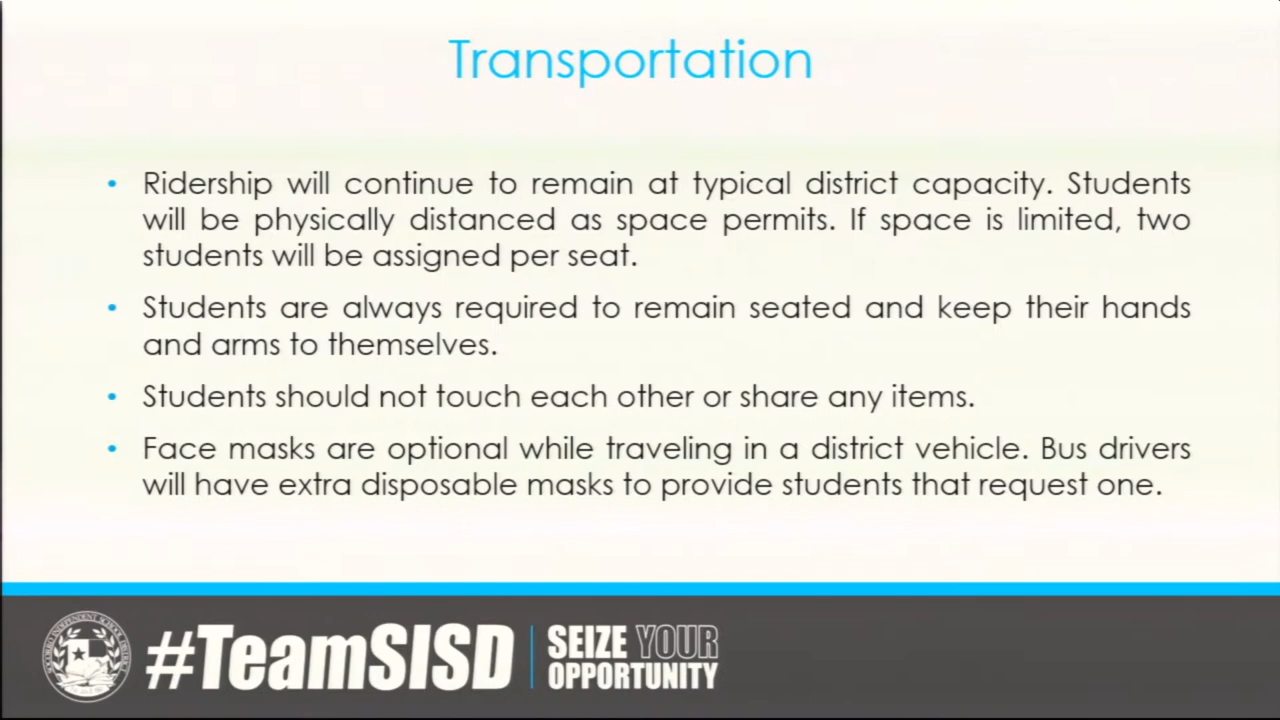 Transportation
• Ridership will continue to remain at typical district capacity. Students
will be physically distanced as space permits. If space is limited, two
students will be assigned per seat.
• Students are always required to remain seated and keep their hands
and arms to themselves.
• Students should not touch each other or share any items.
• Face masks are optional while traveling in a district vehicle. Bus drivers
will have extra disposable masks to provide students that request one.
SOCORRO INDEPENDENT SCHOOL DISTRICT
#TeamSISD
SEIZE YOUR
OPPORTUNITY